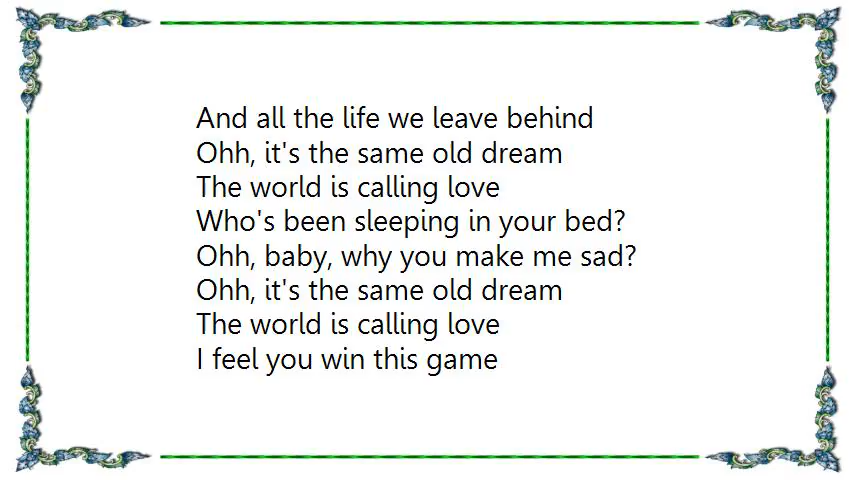 And all the life we leave behind
Ohh, it's the same old dream
The world is calling love
Who's been sleeping in your bed?
Ohh, baby, why you make me sad?
Ohh, it's the same old dream
The world is calling love
I feel you win this game